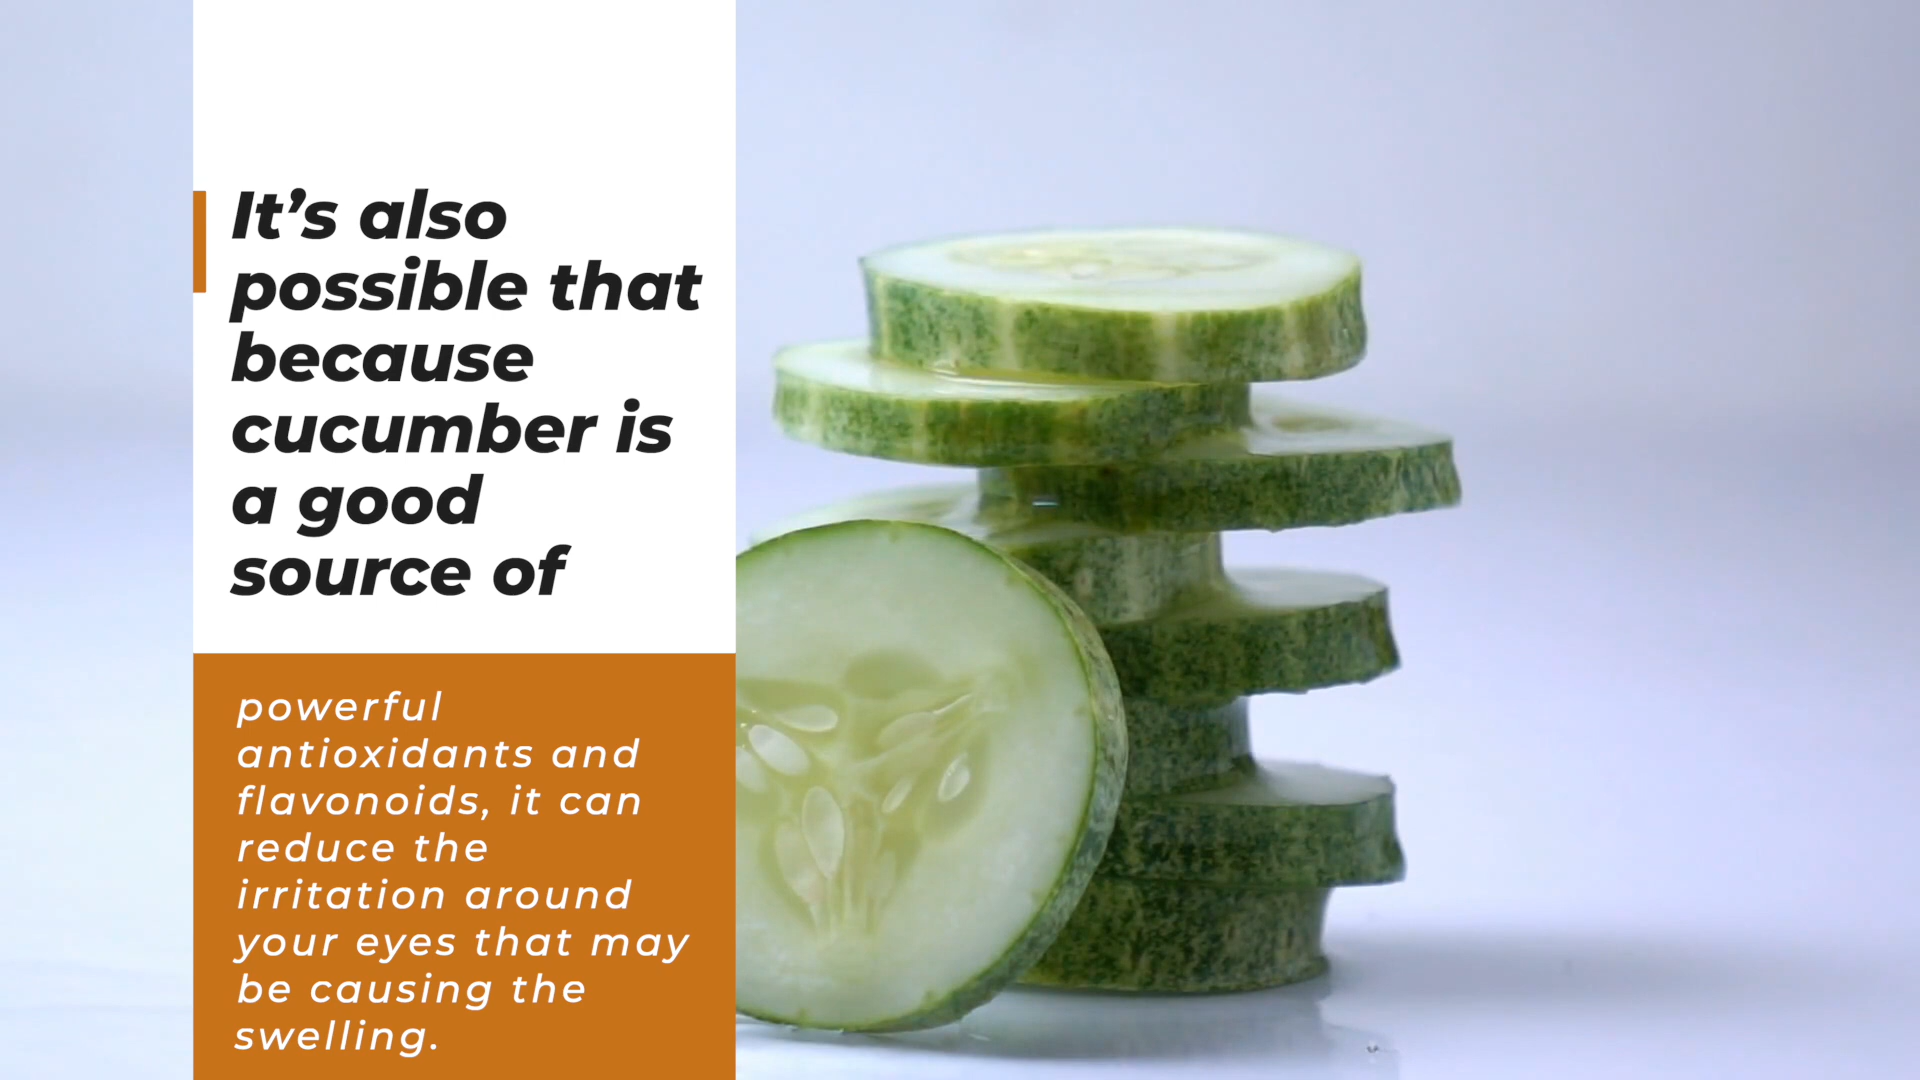 It’s also
possible that
because
cucumber is
a good
source of
powerful
antioxidants and
flavonoids, it can
reduce the
irritation around
your eyes that may
be causing the
swelling.